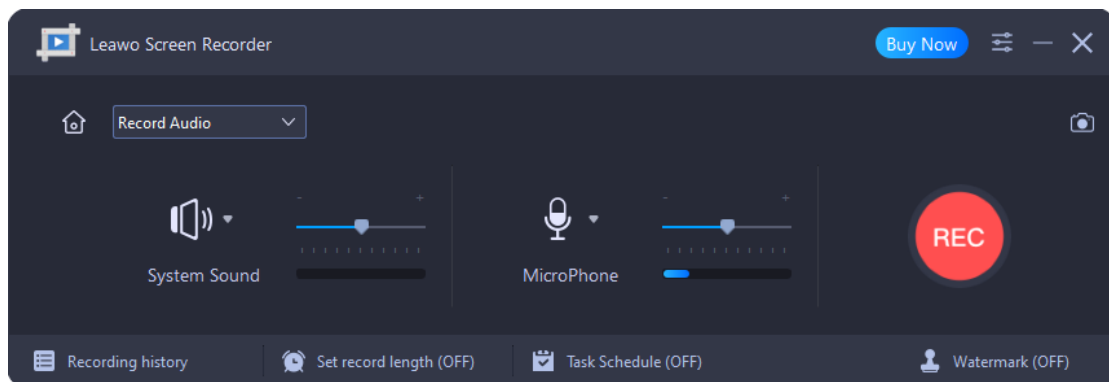 Leawo Screen Recorder
Buy Now
Record Audio
- +
- +
System Sound
MicroPhone
REC
Recording history
Set record length (OFF)
Task Schedule (OFF)
Watermark (OFF)